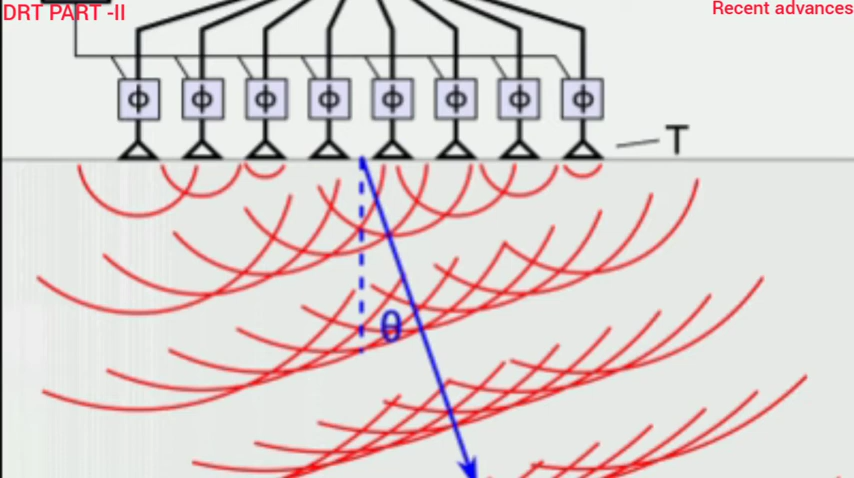 DRT PART -II
Recent advances
ϕ ϕ ϕ ϕ ϕ ϕ ϕ ϕ
T
θ